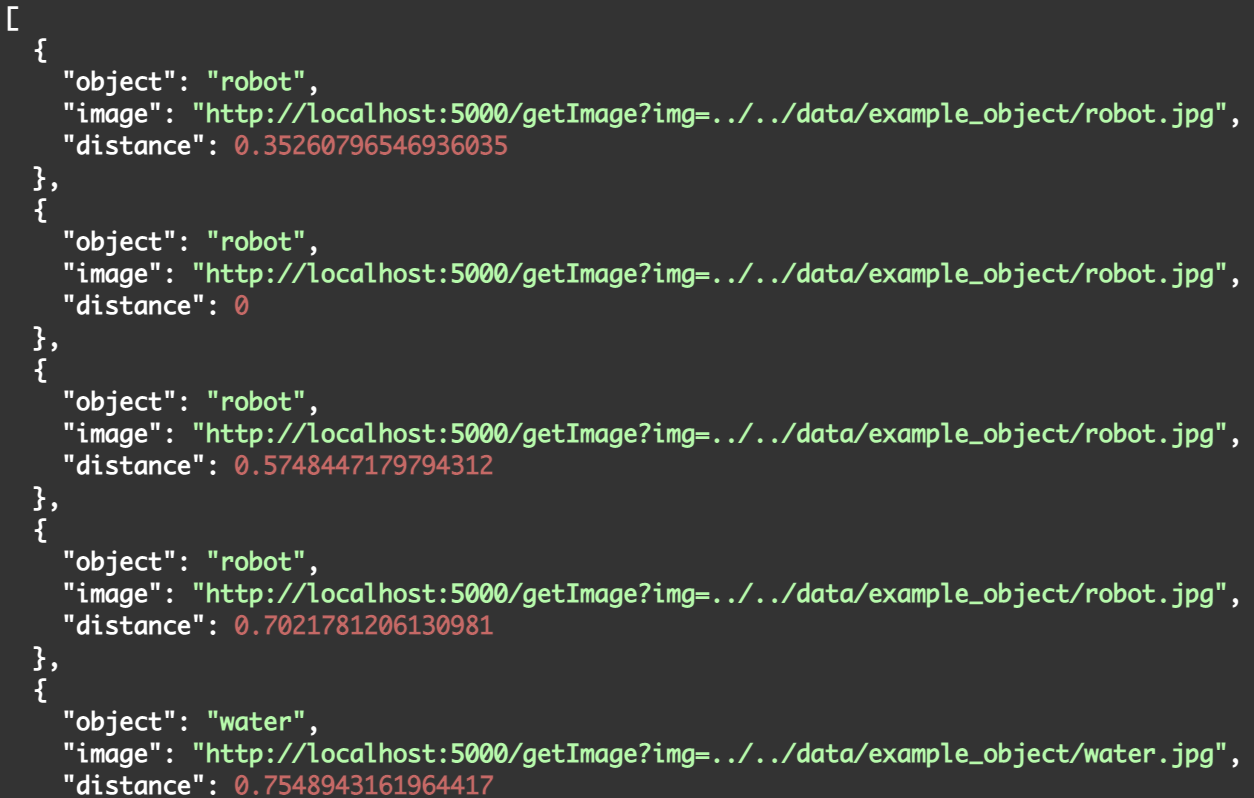 [
  {
    "object": "robot",
    "image": "http://localhost:5000/getImage?img=../../data/example_object/robot.jpg",
    "distance": 0.35260796546936035
  },
  {
    "object": "robot",
    "image": "http://localhost:5000/getImage?img=../../data/example_object/robot.jpg",
    "distance": 0
  },
  {
    "object": "robot",
    "image": "http://localhost:5000/getImage?img=../../data/example_object/robot.jpg",
    "distance": 0.5748447179794312
  },
  {
    "object": "robot",
    "image": "http://localhost:5000/getImage?img=../../data/example_object/robot.jpg",
    "distance": 0.7021781206130981
  },
  {
    "object": "water",
    "image": "http://localhost:5000/getImage?img=../../data/example_object/water.jpg",
    "distance": 0.7548943161964417